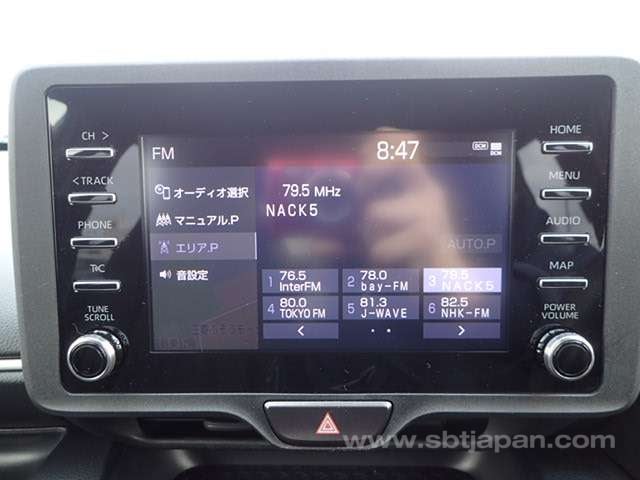 CH >
< TRACK
PHONE
T&C
TUNE
SCROLL
FM
8:47
DCM
DCM
オーディオ選択
マニュアル.P
エリア.P
音設定
79.5 MHz
NACK5
AUTO.P
1 76.5 InterFM
2 78.0 bay-FM
3 79.5 NACK5
4 80.0 TOKYO FM
5 81.3 J-WAVE
6 82.5 NHK-FM
<
>
HOME
MENU
AUDIO
MAP
POWER
VOLUME
www.sbtjapan.com